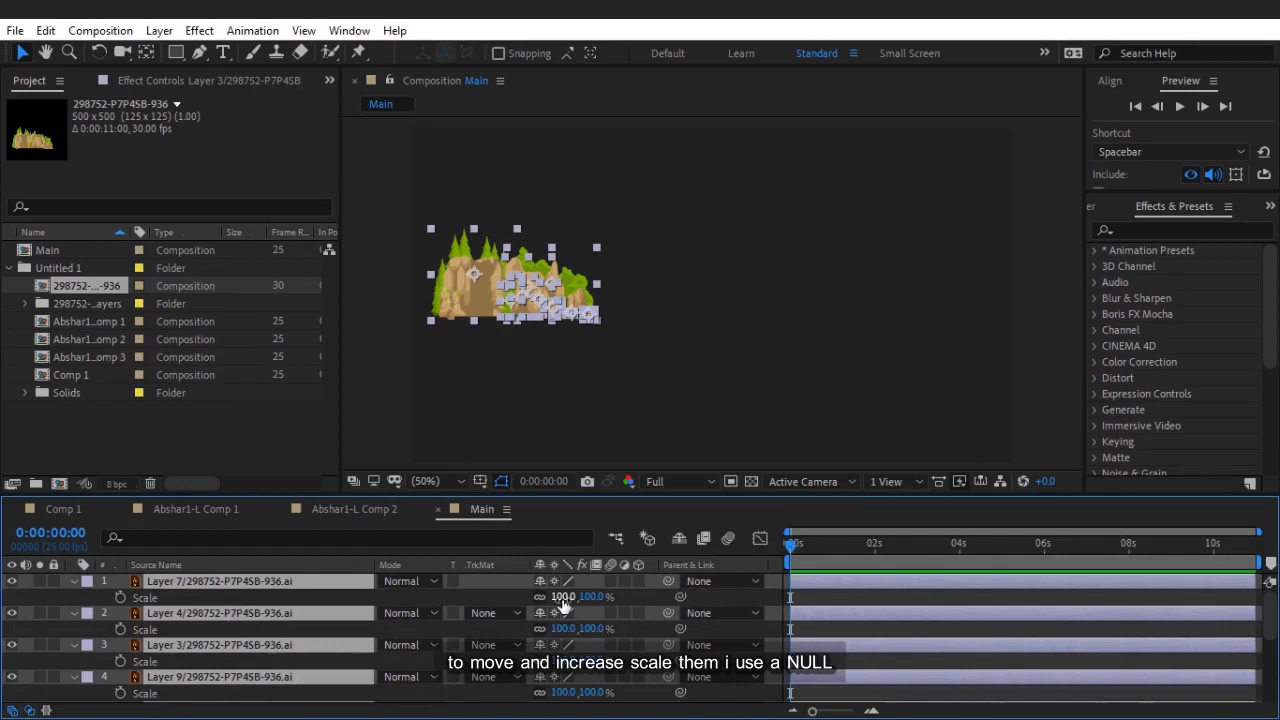 File Edit Composition Layer Effect Animation View Window Help
Snapping Default Learn Standard Small Screen Search Help
Project Effect Controls Layer 3/298752-P7P4SB
298752-P7P4SB-936
500 x 500 (125 x 125) (1.00)
Δ 0:00:11:00, 30.00 fps
Name Type Size Frame R... In Po
Main Composition 25
Untitled 1 Folder
298752-...-936 Composition 30
298752-...ayers Folder
Abshar1...omp 1 Composition 25
Abshar1...omp 2 Composition 25
Abshar1...omp 3 Composition 25
Comp 1 Composition 25
Solids Folder
8 bpc
Composition Main
Main
(50%) 0:00:00:00 Full Active Camera 1 View +0.0
Align Preview
Shortcut
Spacebar
Include:
er Effects & Presets
* Animation Presets
3D Channel
Audio
Blur & Sharpen
Boris FX Mocha
Channel
CINEMA 4D
Color Correction
Distort
Expression Controls
Generate
Immersive Video
Keying
Matte
Noise & Grain
Comp 1 Abshar1-L Comp 1 Abshar1-L Comp 2 Main
0:00:00:00
00000 (25.00 fps)
00s 02s 04s 06s 08s 10s
Source Name Mode T .TrkMat Parent & Link
1 Layer 7/298752-P7P4SB-936.ai Normal None
Scale 100.0,100.0 %
2 Layer 4/298752-P7P4SB-936.ai Normal None None
Scale 100.0,100.0 %
3 Layer 3/298752-P7P4SB-936.ai Normal None None
Scale
to move and increase scale them i use a NULL
4 Layer 9/298752-P7P4SB-936.ai Normal None None
Scale 100.0,100.0 %